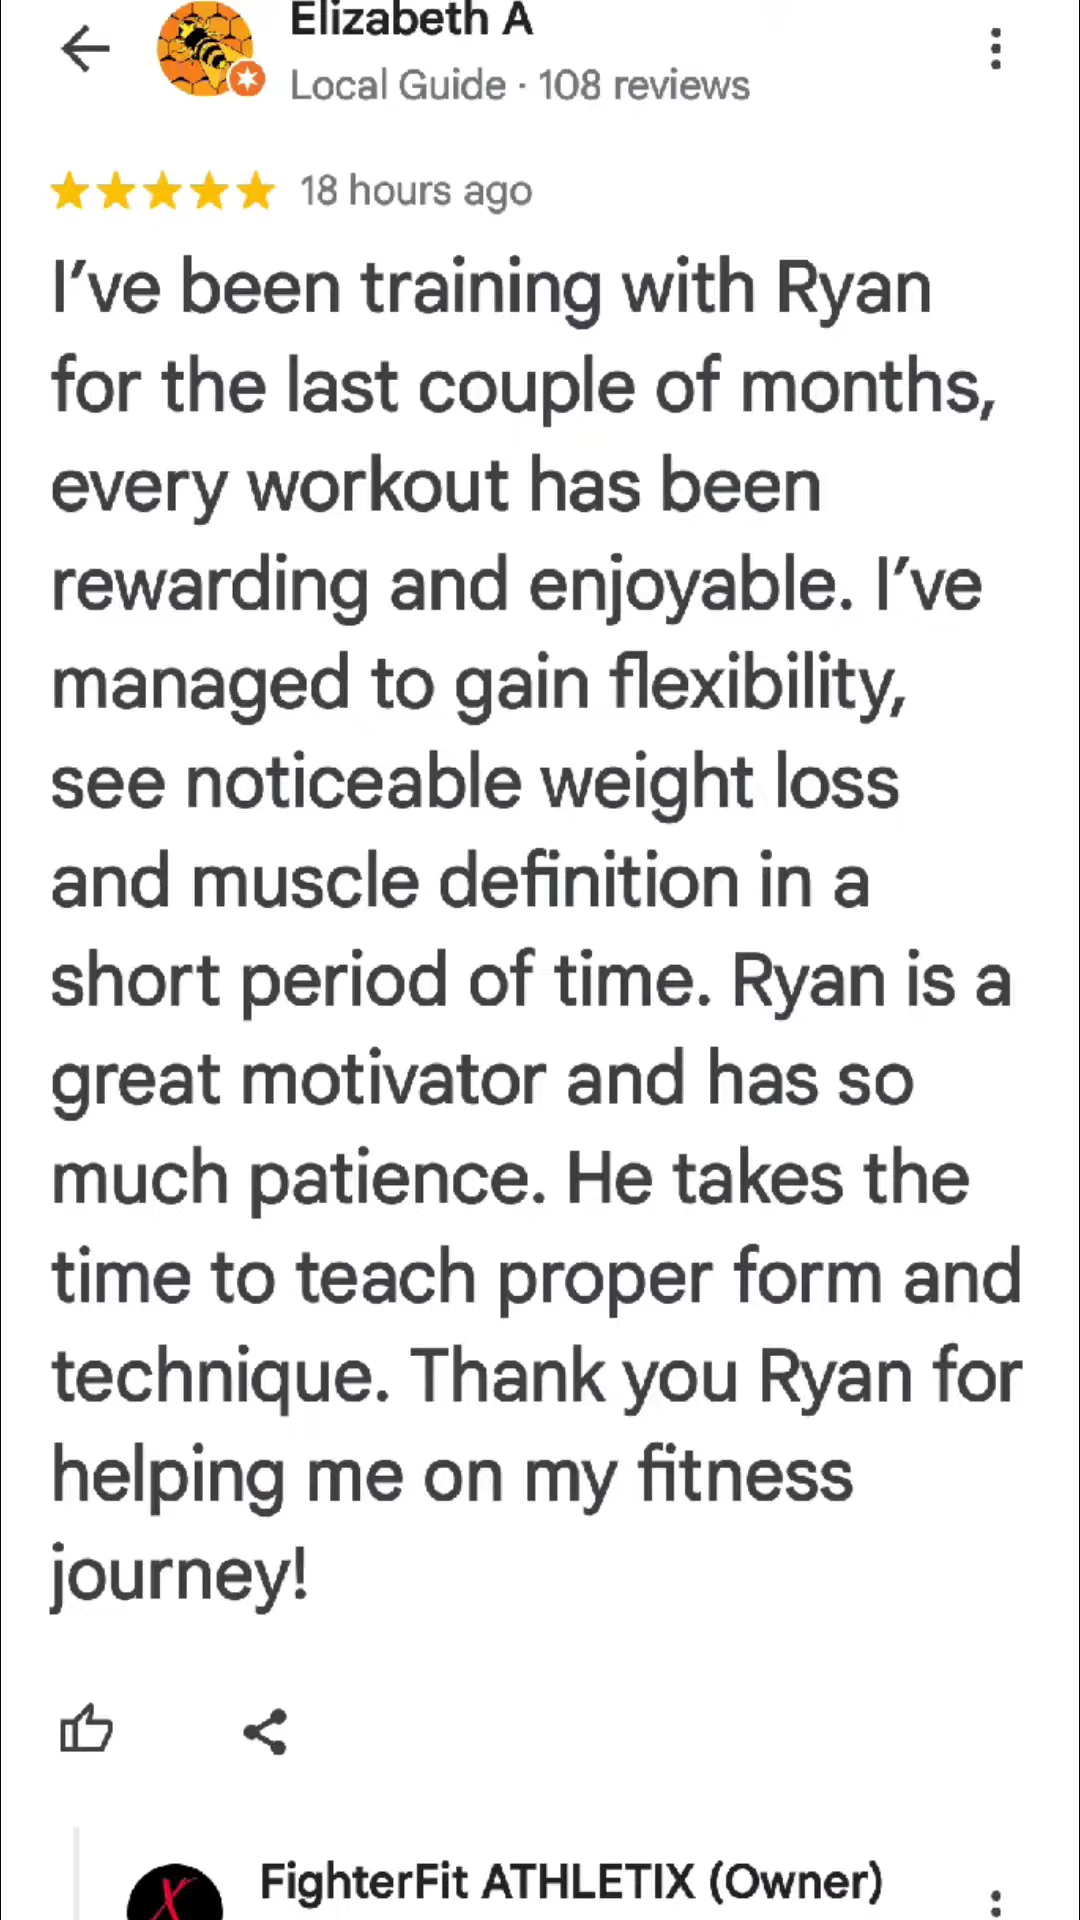 Elizabeth A
Local Guide · 108 reviews
18 hours ago
I’ve been training with Ryan
for the last couple of months,
every workout has been
rewarding and enjoyable. I’ve
managed to gain flexibility,
see noticeable weight loss
and muscle definition in a
short period of time. Ryan is a
great motivator and has so
much patience. He takes the
time to teach proper form and
technique. Thank you Ryan for
helping me on my fitness
journey!
FighterFit ATHLETIX (Owner)